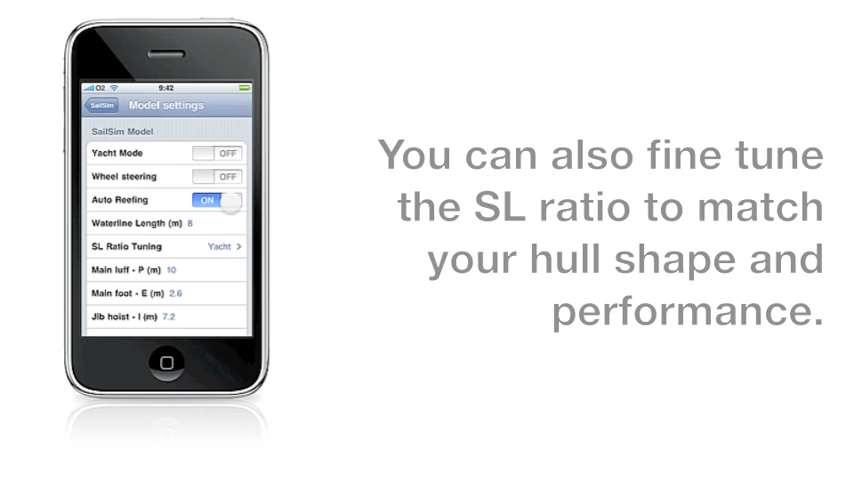 O2 9:42
SailSim Model settings
SailSim Model
Yacht Mode OFF
Wheel steering OFF
Auto Reefing ON
Waterline Length (m) 8
SL Ratio Tuning Yacht
Main luff - P (m) 10
Main foot - E (m) 2.6
Jib hoist - I (m) 7.2
You can also fine tune
the SL ratio to match
your hull shape and
performance.